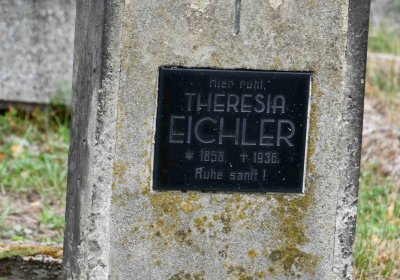 Hier ruht
THERESIA
EICHLER
* 1858. † 1936.
Ruhe sanft!